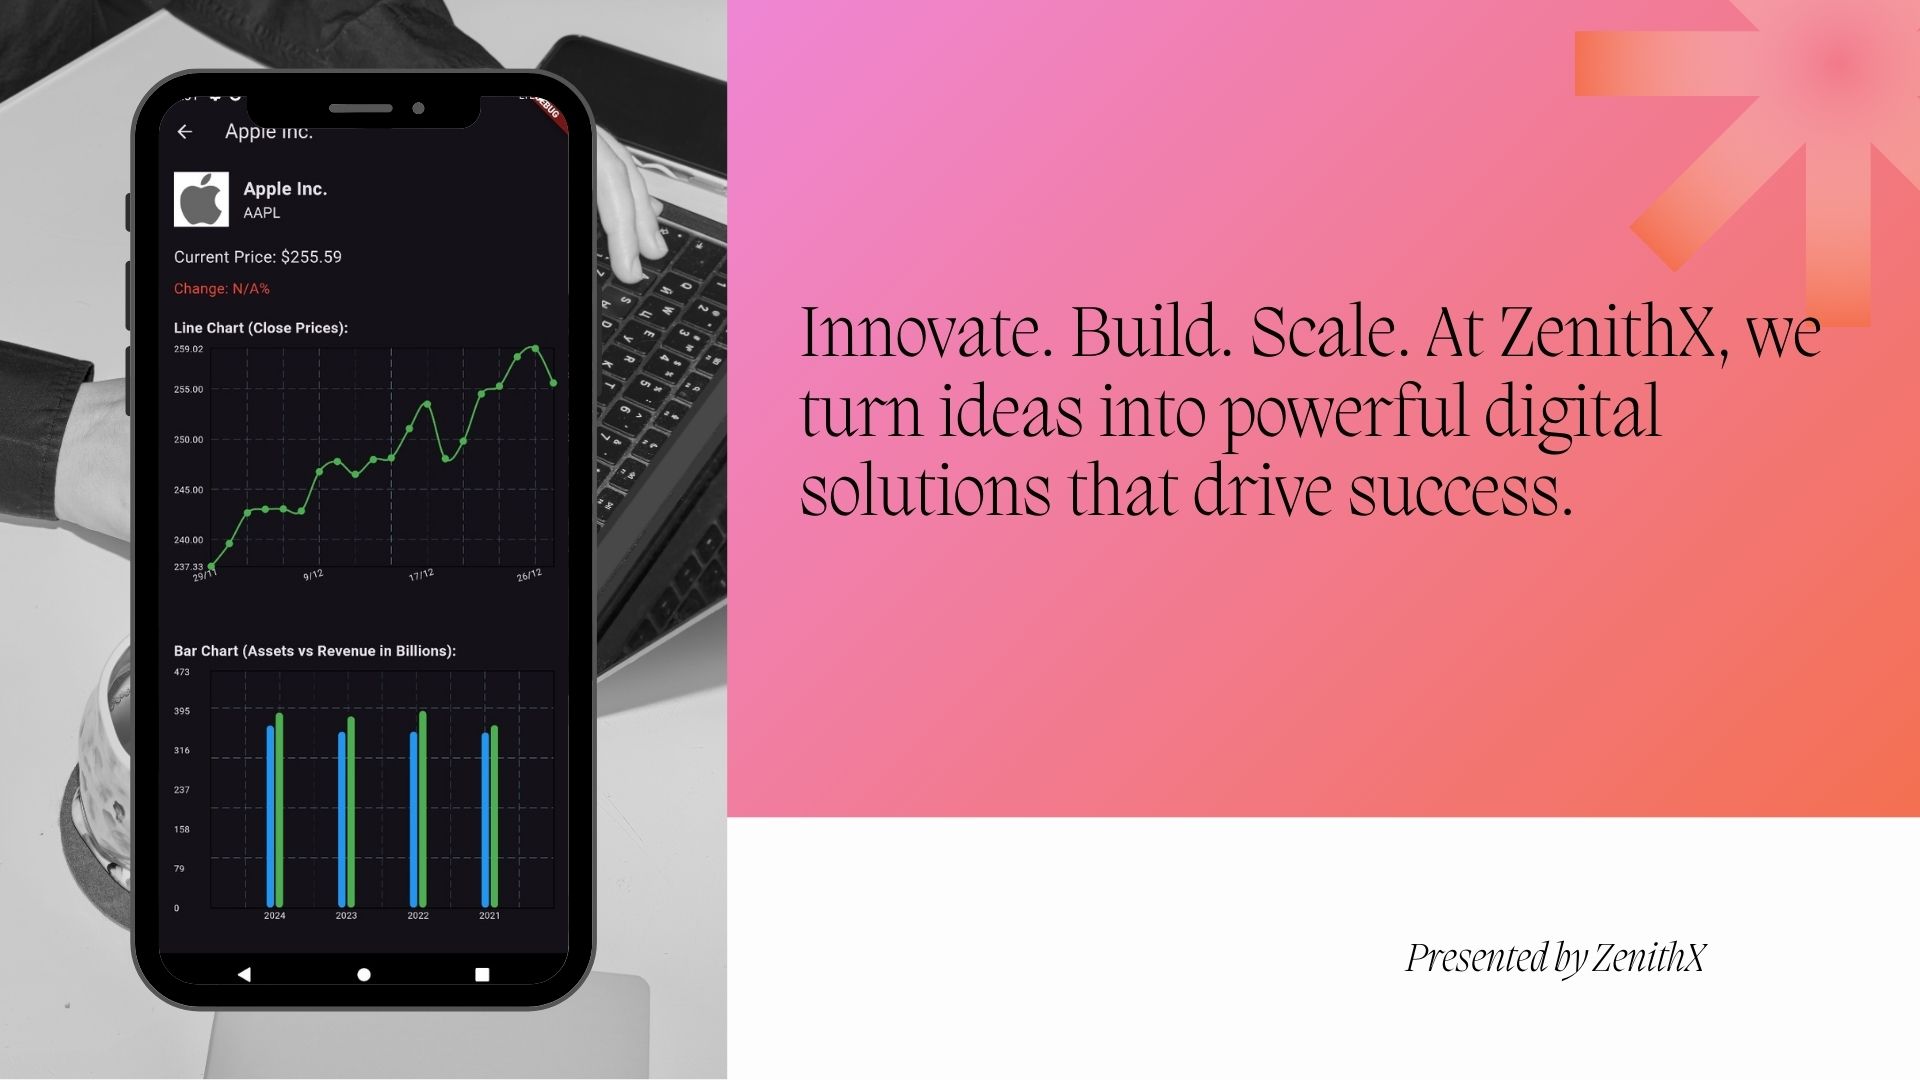 Apple Inc.
Apple Inc.
AAPL
Current Price: $255.59
Change: N/A%
Line Chart (Close Prices):
259.02
255.00
250.00
245.00
240.00
237.33
29/11
9/12
17/12
26/12
Bar Chart (Assets vs Revenue in Billions):
473
395
316
237
158
79
0
2024
2023
2022
2021
Innovate. Build. Scale. At ZenithX, we
turn ideas into powerful digital
solutions that drive success.
Presented by ZenithX